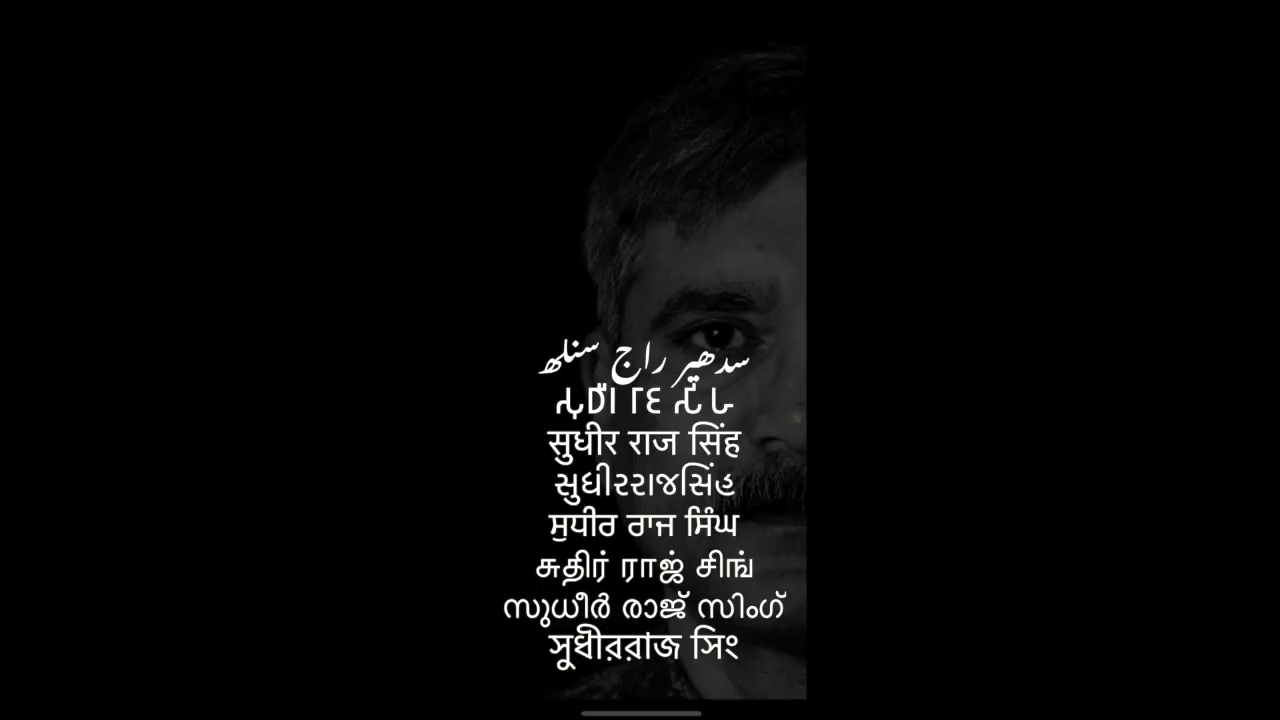 سدھیر راج سنلھ
सुधीर राज सिंह
સુધીરરાજસિંહ
ਸੁਧੀਰ ਰਾਜ ਸਿੰਘ
சுதிர் ராஜ் சிங்
സുധീർ രാജ് സിംഗ്
সুধীররাজ সিং